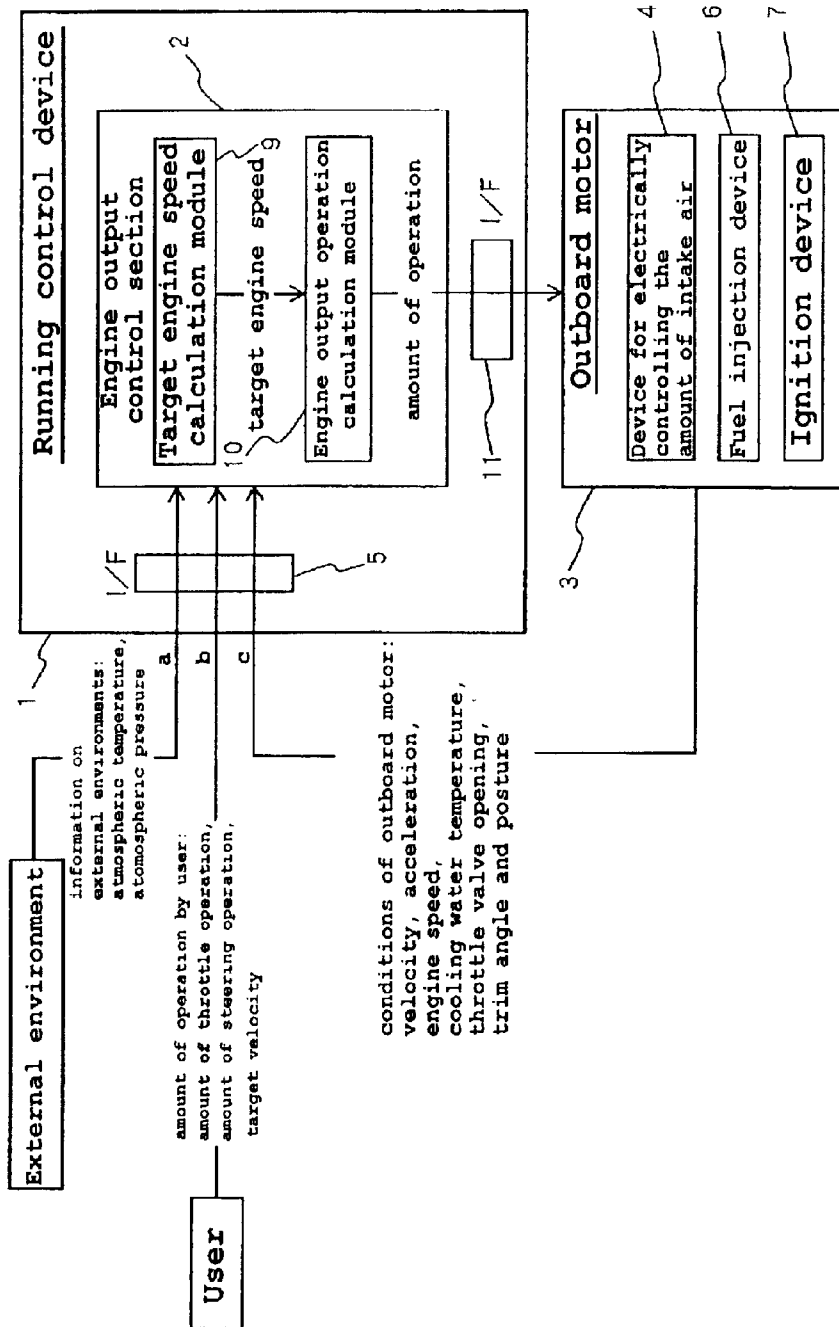 External environment
information on
external environments:
atmospheric temperature,
atomospheric pressure
User
amount of operation by user:
amount of throttle operation,
amount of steering operation,
target velocity
conditions of outboard motor:
velocity, acceleration,
engine speed,
cooling water temperature,
throttle valve opening,
trim angle and posture
1
Running control device
I/F
a
b
c
5
2
Engine output
control section
Target engine speed
calculation module
9
target engine speed
10
Engine output operation
calculation module
amount of operation
11
I/F
3
Outboard motor
Device for electrically
controlling the
amount of intake air
4
Fuel injection device
6
Ignition device
7